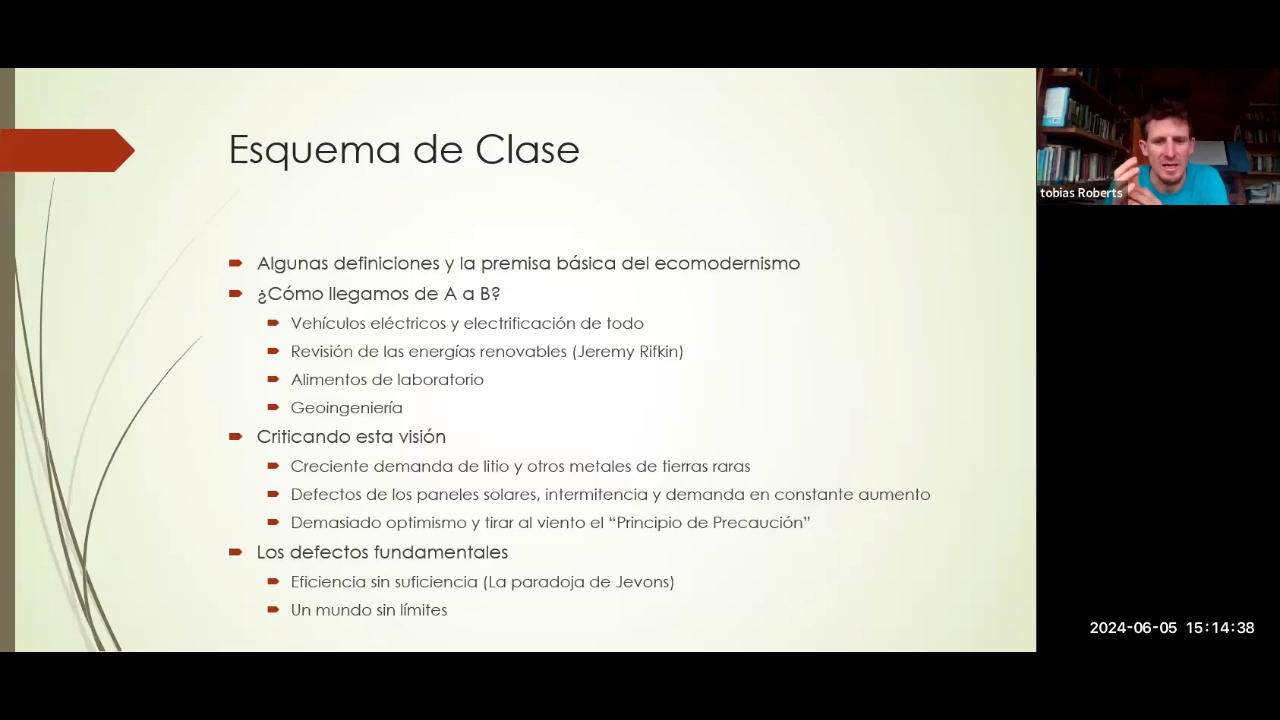 Esquema de Clase
Algunas definiciones y la premisa básica del ecomodernismo
¿Cómo llegamos de A a B?
Vehículos eléctricos y electrificación de todo
Revisión de las energías renovables (Jeremy Rifkin)
Alimentos de laboratorio
Geoingeniería
Criticando esta visión
Creciente demanda de litio y otros metales de tierras raras
Defectos de los paneles solares, intermitencia y demanda en constante aumento
Demasiado optimismo y tirar al viento el “Principio de Precaución”
Los defectos fundamentales
Eficiencia sin suficiencia (La paradoja de Jevons)
Un mundo sin límites
tobias Roberts
2024-06-05 15:14:38